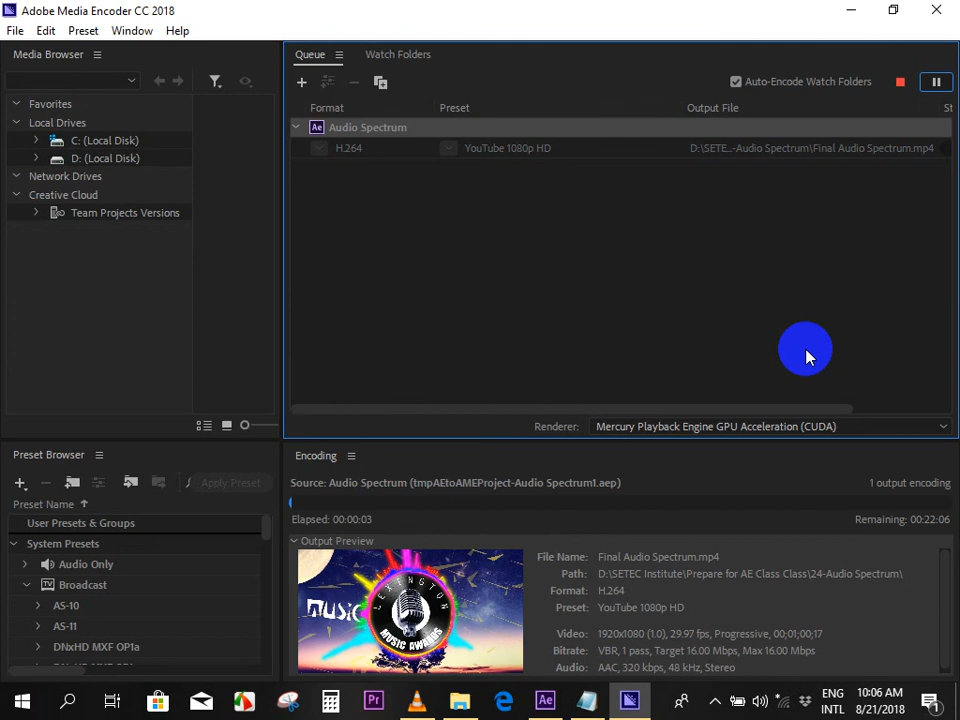 Adobe Media Encoder CC 2018
File Edit Preset Window Help
Media Browser
Favorites
Local Drives
C: (Local Disk)
D: (Local Disk)
Network Drives
Creative Cloud
Team Projects Versions
Queue Watch Folders
Auto-Encode Watch Folders
Format Preset Output File St
Ae Audio Spectrum
H.264 YouTube 1080p HD D:\SETE...-Audio Spectrum\Final Audio Spectrum.mp4
Renderer: Mercury Playback Engine GPU Acceleration (CUDA)
Preset Browser
Apply Preset
Preset Name
User Presets & Groups
System Presets
Audio Only
Broadcast
AS-10
AS-11
DNxHD MXF OP1a
Encoding
Source: Audio Spectrum (tmpAEtoAMEProject-Audio Spectrum1.aep) 1 output encoding
Elapsed: 00:00:03 Remaining: 00:22:06
Output Preview
LEXENGTON
MUSIC AWARDS
MUSIC
File Name: Final Audio Spectrum.mp4
Path: D:\SETEC Institute\Prepare for AE Class Class\24-Audio Spectrum\
Format: H.264
Preset: YouTube 1080p HD
Video: 1920x1080 (1.0), 29.97 fps, Progressive, 00;01;00;17
Bitrate: VBR, 1 pass, Target 16.00 Mbps, Max 16.00 Mbps
Audio: AAC, 320 kbps, 48 kHz, Stereo
Pr Ae
ENG
INTL
10:06 AM
8/21/2018
1